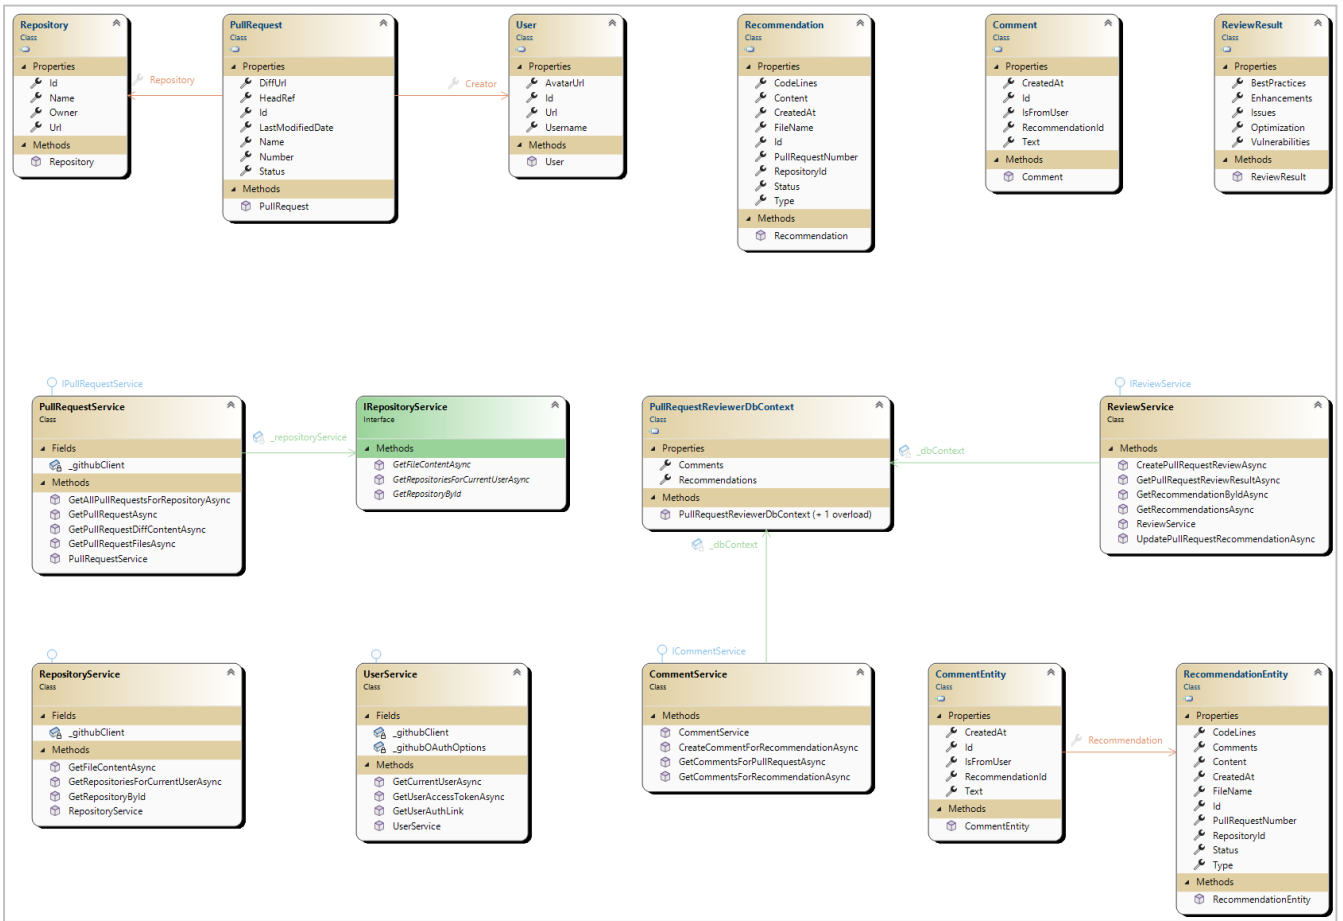 Repository
Class
Properties
Id
Name
Owner
Url
Methods
Repository
Repository
PullRequest
Class
Properties
DiffUrl
HeadRef
Id
LastModifiedDate
Name
Number
Status
Methods
PullRequest
Creator
User
Class
Properties
AvatarUrl
Id
Url
Username
Methods
User
Recommendation
Class
Properties
CodeLines
Content
CreatedAt
FileName
Id
PullRequestNumber
RepositoryId
Status
Type
Methods
Recommendation
Comment
Class
Properties
CreatedAt
Id
IsFromUser
RecommendationId
Text
Methods
Comment
ReviewResult
Class
Properties
BestPractices
Enhancements
Issues
Optimization
Vulnerabilities
Methods
ReviewResult
IPullRequestService
PullRequestService
Class
Fields
_githubClient
Methods
GetAllPullRequestsForRepositoryAsync
GetPullRequestAsync
GetPullRequestDiffContentAsync
GetPullRequestFilesAsync
PullRequestService
_repositoryService
IRepositoryService
Interface
Methods
GetFileContentAsync
GetRepositoriesForCurrentUserAsync
GetRepositoryById
PullRequestReviewerDbContext
Class
Properties
Comments
Recommendations
Methods
PullRequestReviewerDbContext (+ 1 overload)
_dbContext
_dbContext
IReviewService
ReviewService
Class
Methods
CreatePullRequestReviewAsync
GetPullRequestReviewResultAsync
GetRecommendationByIdAsync
GetRecommendationsAsync
ReviewService
UpdatePullRequestRecommendationAsync
RepositoryService
Class
Fields
_githubClient
Methods
GetFileContentAsync
GetRepositoriesForCurrentUserAsync
GetRepositoryById
RepositoryService
UserService
Class
Fields
_githubClient
_githubOAuthOptions
Methods
GetCurrentUserAsync
GetUserAccessTokenAsync
GetUserAuthLink
UserService
ICommentService
CommentService
Class
Methods
CommentService
CreateCommentForRecommendationAsync
GetCommentsForPullRequestAsync
GetCommentsForRecommendationAsync
CommentEntity
Class
Properties
CreatedAt
Id
IsFromUser
RecommendationId
Text
Methods
CommentEntity
Recommendation
RecommendationEntity
Class
Properties
CodeLines
Comments
Content
CreatedAt
FileName
Id
PullRequestNumber
RepositoryId
Status
Type
Methods
RecommendationEntity